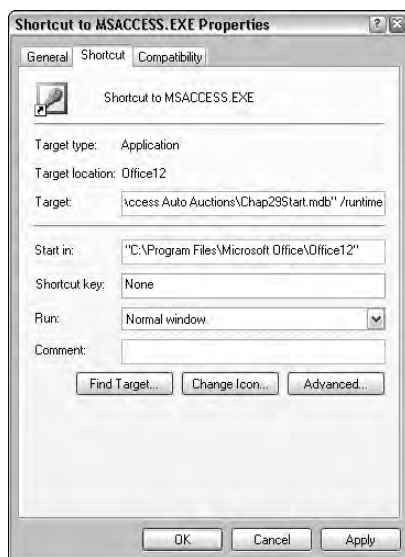 Shortcut to MSACCESS.EXE Properties
General Shortcut Compatibility
Shortcut to MSACCESS.EXE
Target type: Application
Target location: Office12
Target: \ccess Auto Auctions\Chap29Start.mdb" /runtime
Start in: "C:\Program Files\Microsoft Office\Office12"
Shortcut key: None
Run: Normal window
Comment:
Find Target... Change Icon... Advanced...
OK Cancel Apply